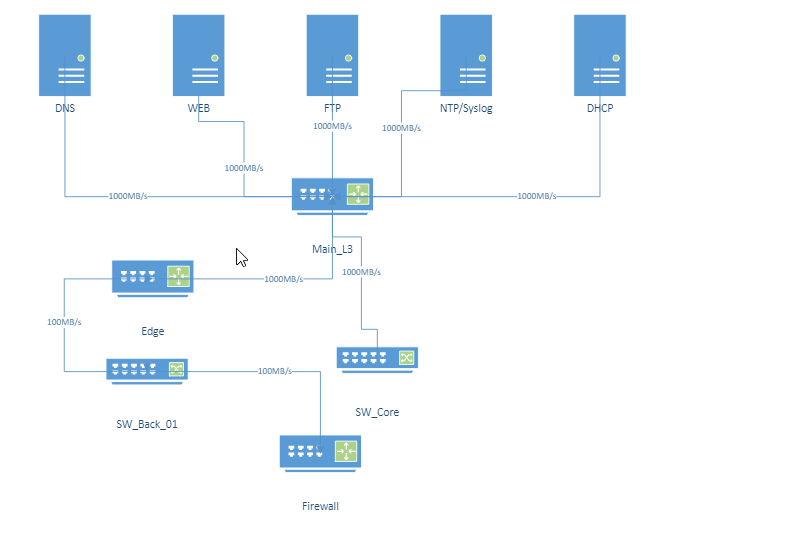 DNS
WEB
FTP
NTP/Syslog
DHCP
1000MB/s
1000MB/s
1000MB/s
1000MB/s
1000MB/s
Main_L3
1000MB/s
1000MB/s
100MB/s
Edge
100MB/s
SW_Core
SW_Back_01
Firewall